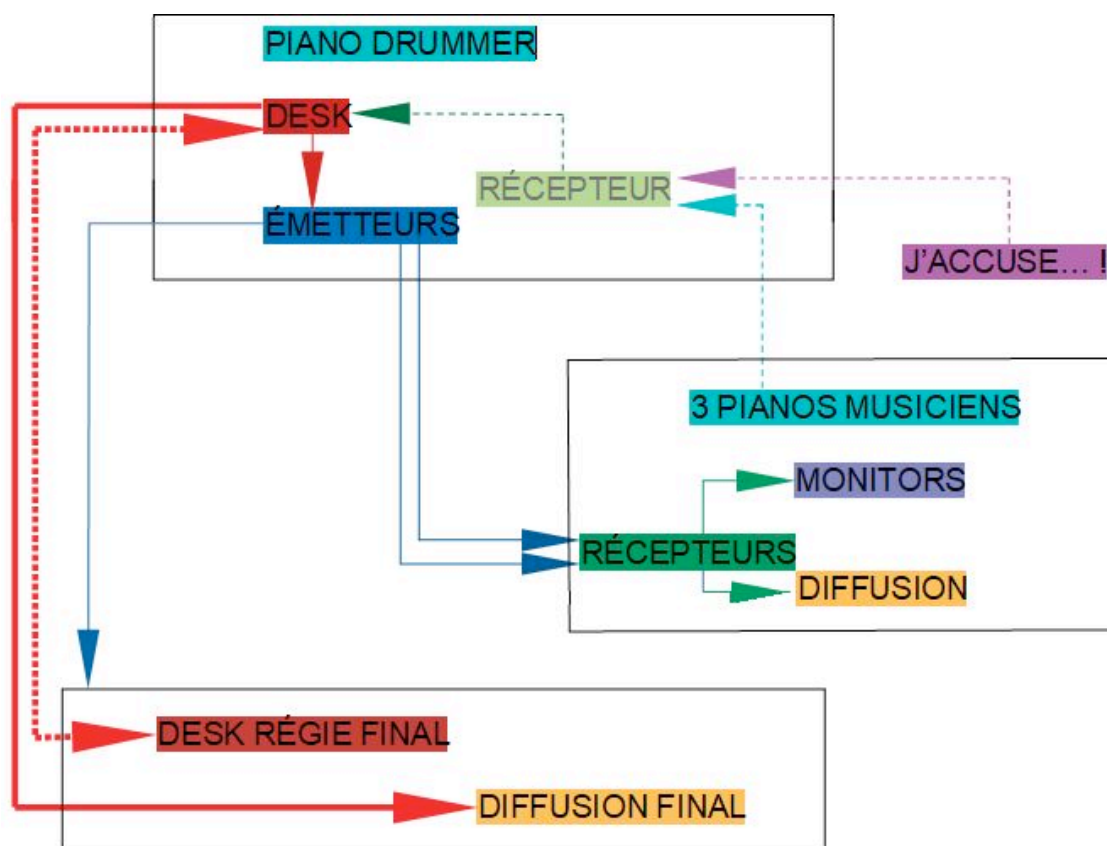 PIANO DRUMMER
DESK
RÉCEPTEUR
ÉMETTEURS
J'ACCUSE… !
3 PIANOS MUSICIENS
MONITORS
RÉCEPTEURS
DIFFUSION
DESK RÉGIE FINAL
DIFFUSION FINAL